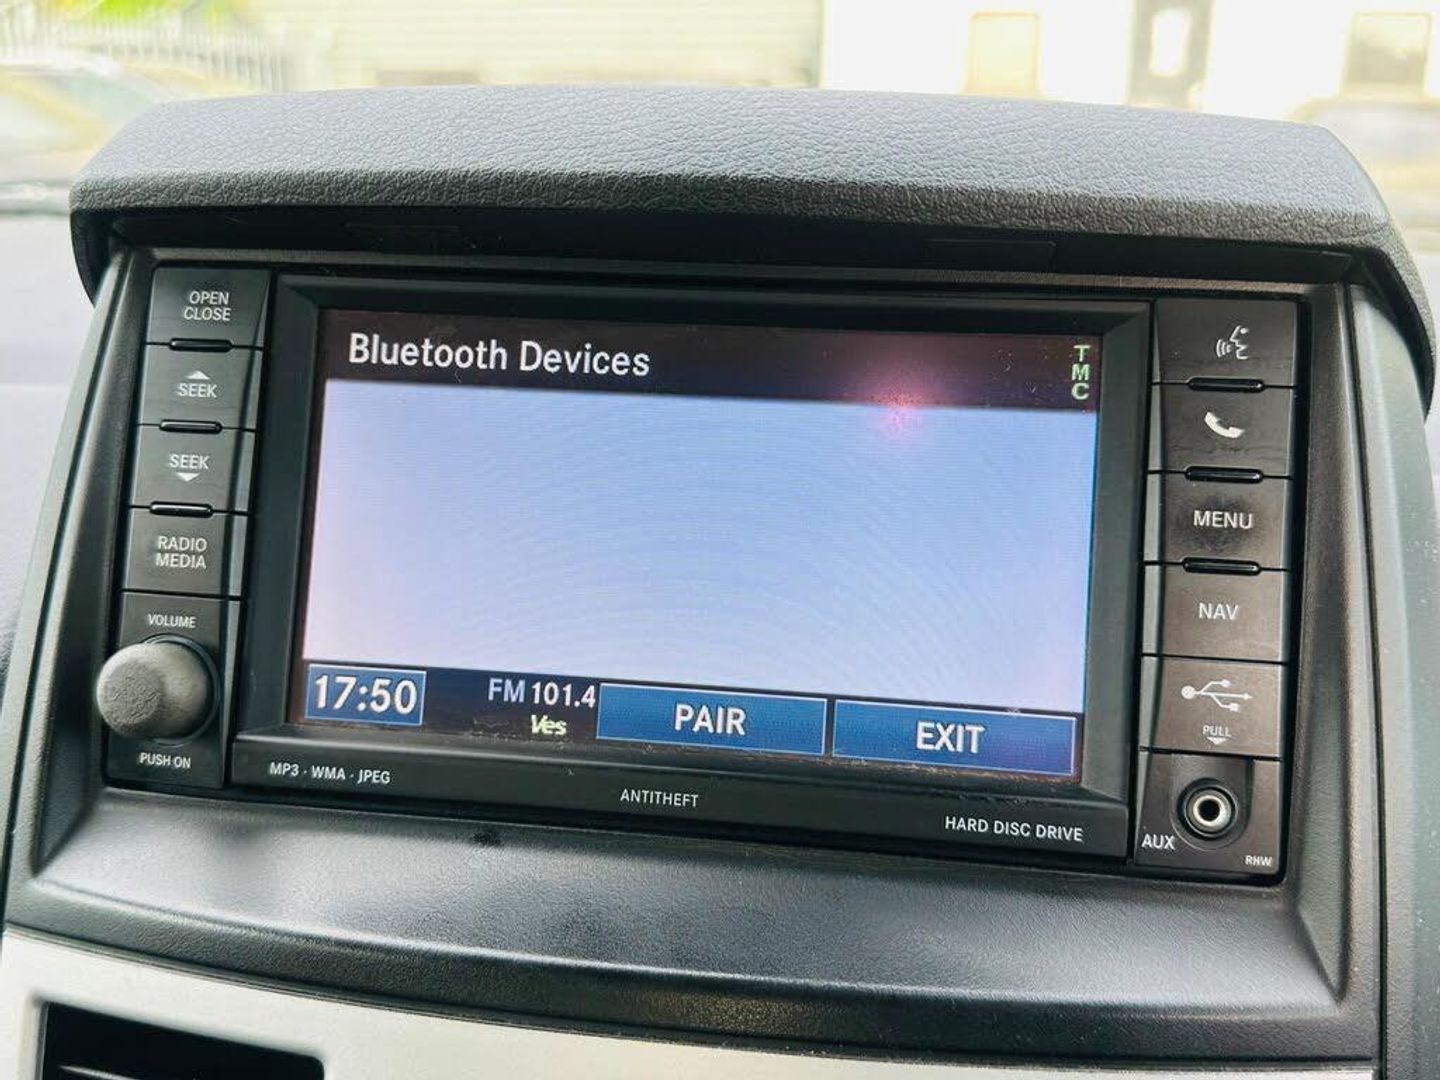 OPEN
CLOSE
SEEK
SEEK
RADIO
MEDIA
VOLUME
PUSH ON
Bluetooth Devices
TMC
17:50
FM 101.4
Ves
PAIR
EXIT
MP3 · WMA · JPEG
ANTITHEFT
HARD DISC DRIVE
MENU
NAV
PULL
AUX
RHW